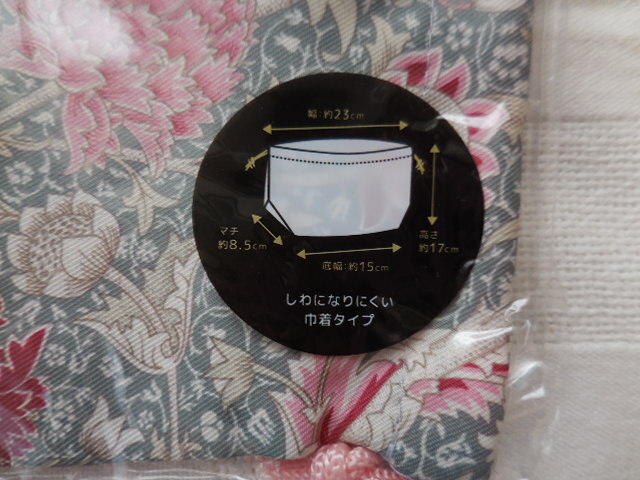 幅:約23cm
マチ
約8.5cm
高さ
約17cm
底幅:約15cm
しわになりにくい
巾着タイプ